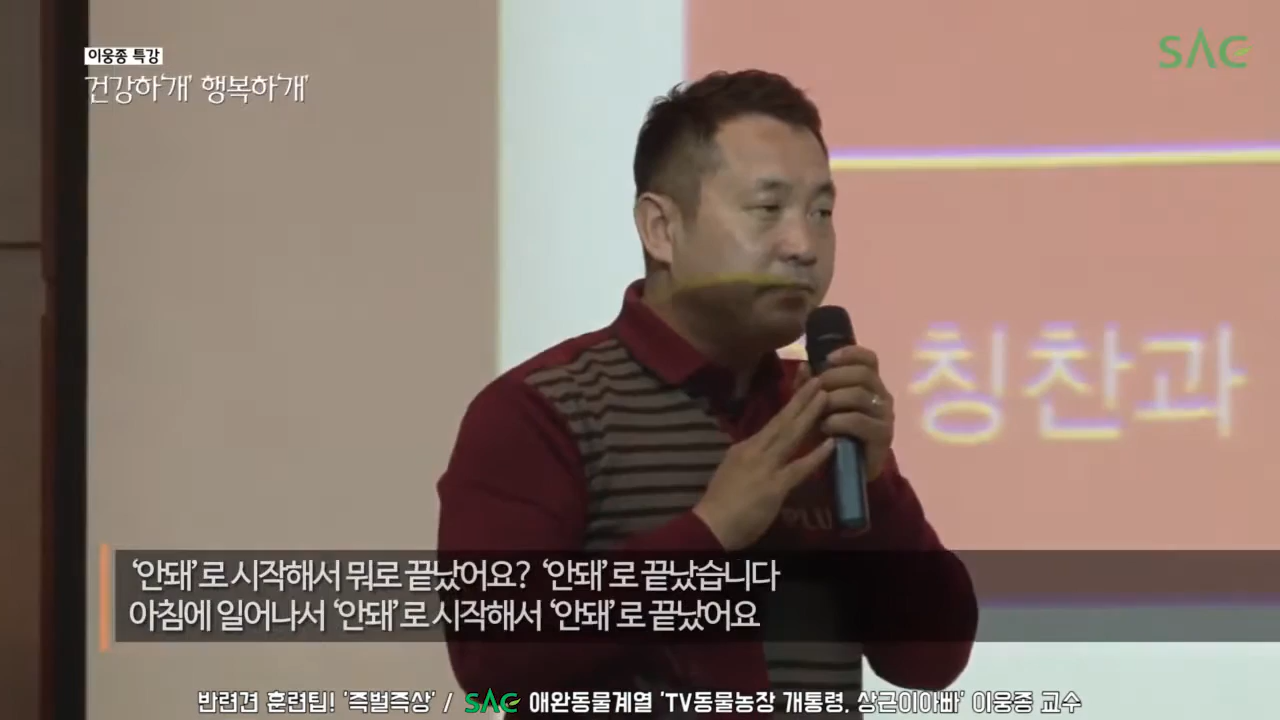 이웅종 특강
건강하'개' 행복하'개'
SAC
칭찬과
PLU
‘안돼’로 시작해서 뭐로 끝났어요? ‘안돼’로 끝났습니다
아침에 일어나서 ‘안돼’로 시작해서 ‘안돼’로 끝났어요
반련견 훈련팁! '즉벌즉상' / SAC 애완동물계열 'TV동물농장 개통령. 상근이아빠' 이웅종 교수